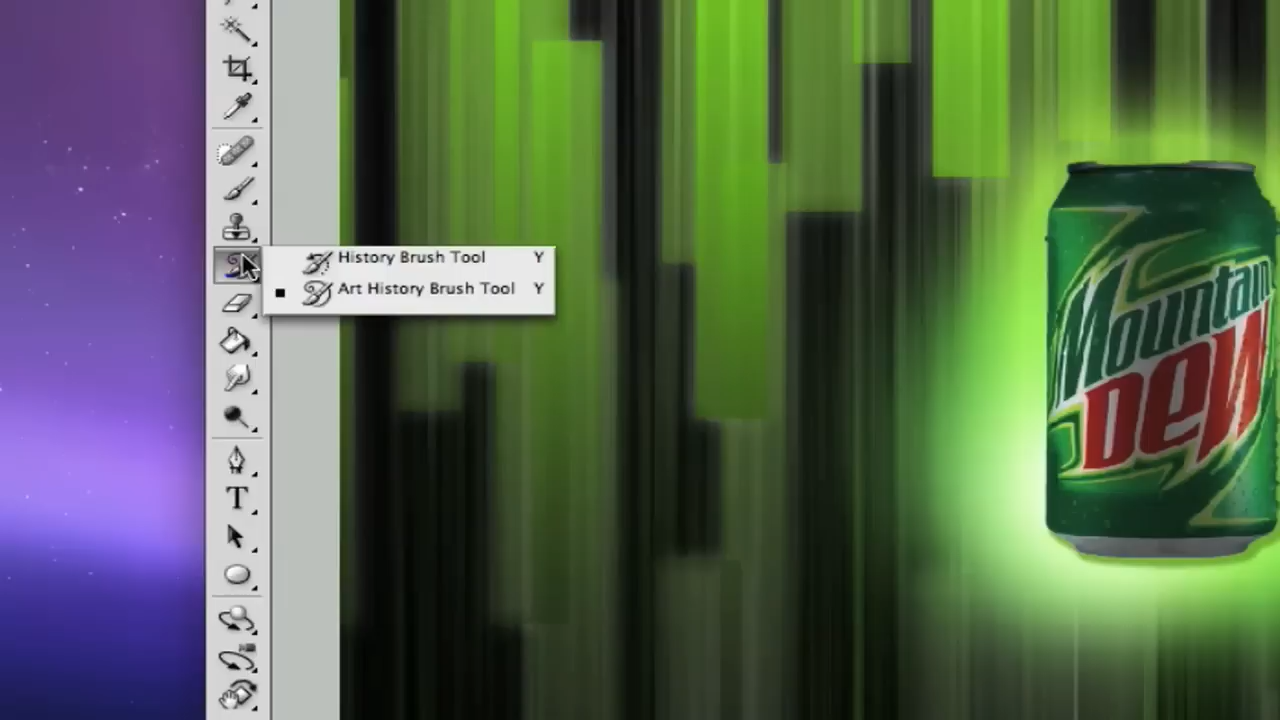 History Brush Tool Y
Art History Brush Tool Y
T
Mountain
Dew